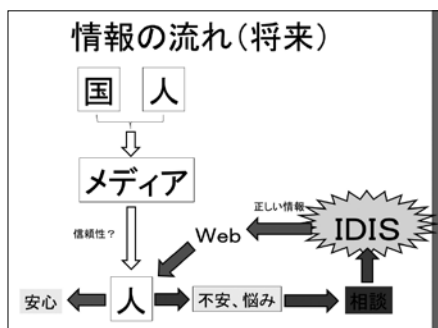 情報の流れ(将来)
国 人
メディア
信頼性?
正しい情報
Web
IDIS
安心
人
不安、悩み
相談